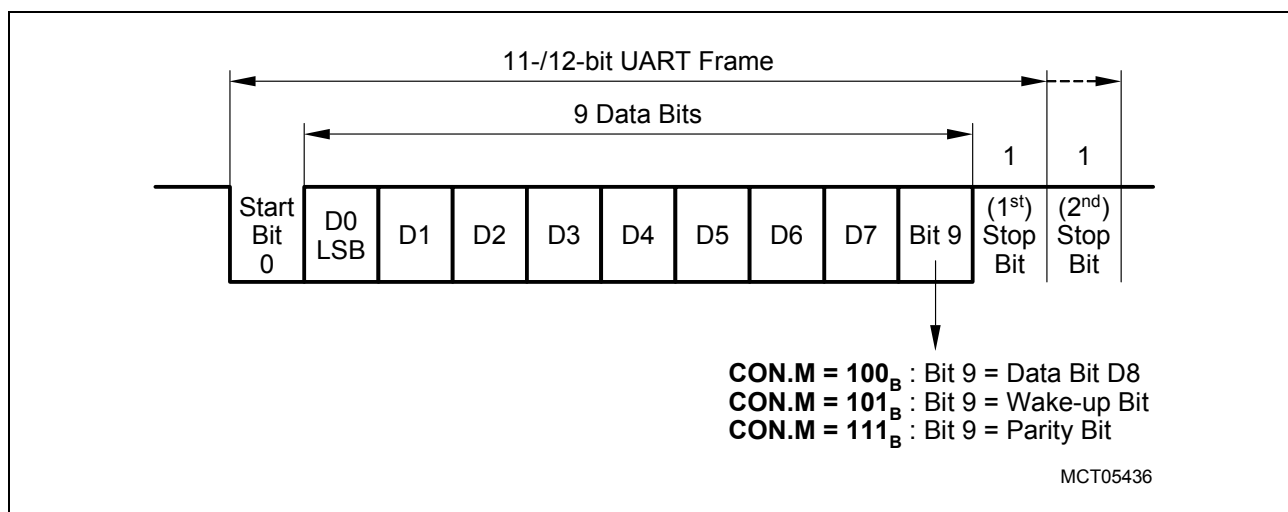 11-/12-bit UART Frame
9 Data Bits
1 1
Start Bit 0
D0 LSB
D1
D2
D3
D4
D5
D6
D7
Bit 9
(1st) Stop Bit
(2nd) Stop Bit
CON.M = 100B : Bit 9 = Data Bit D8
CON.M = 101B : Bit 9 = Wake-up Bit
CON.M = 111B : Bit 9 = Parity Bit
MCT05436